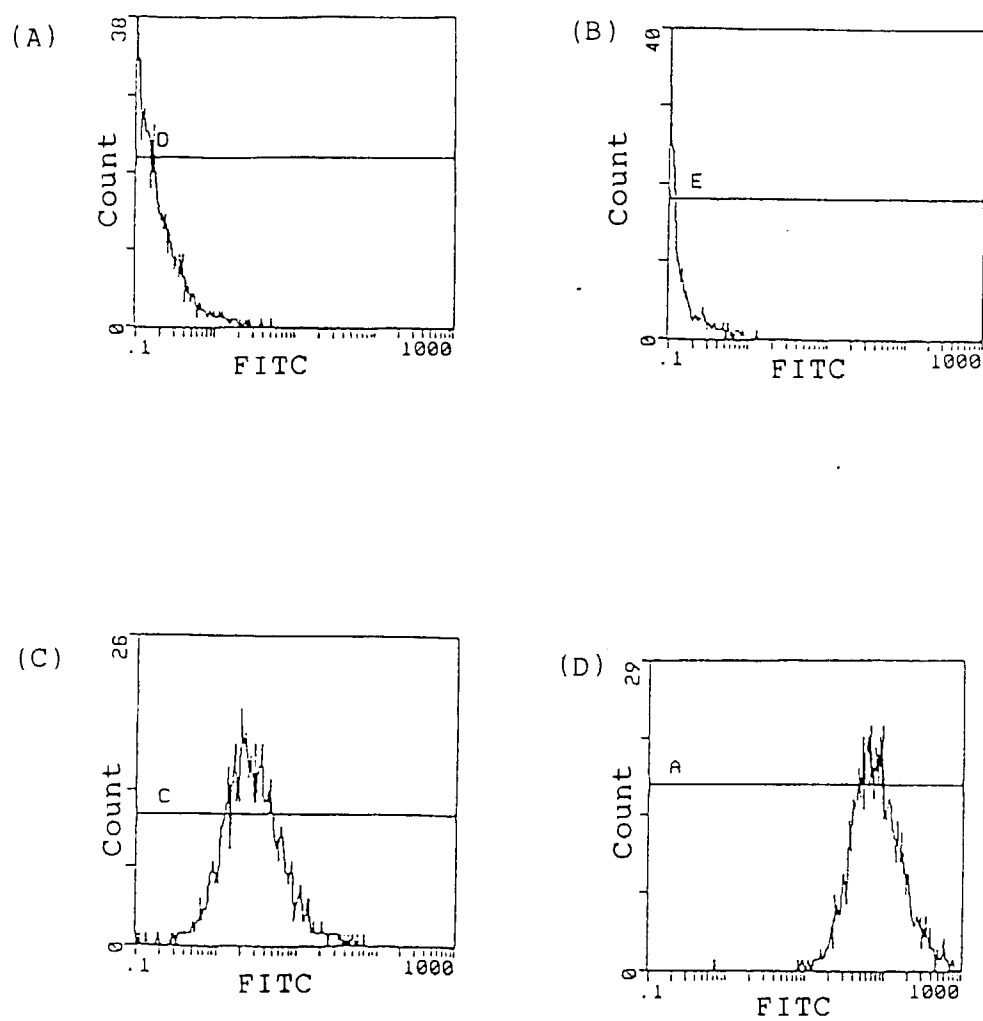 (A)
38
D
Count
0
.1
1000
FITC
(B)
40
E
Count
0
.1
1000
FITC
(C)
26
C
Count
0
.1
1000
FITC
(D)
29
A
Count
0
.1
1000
FITC